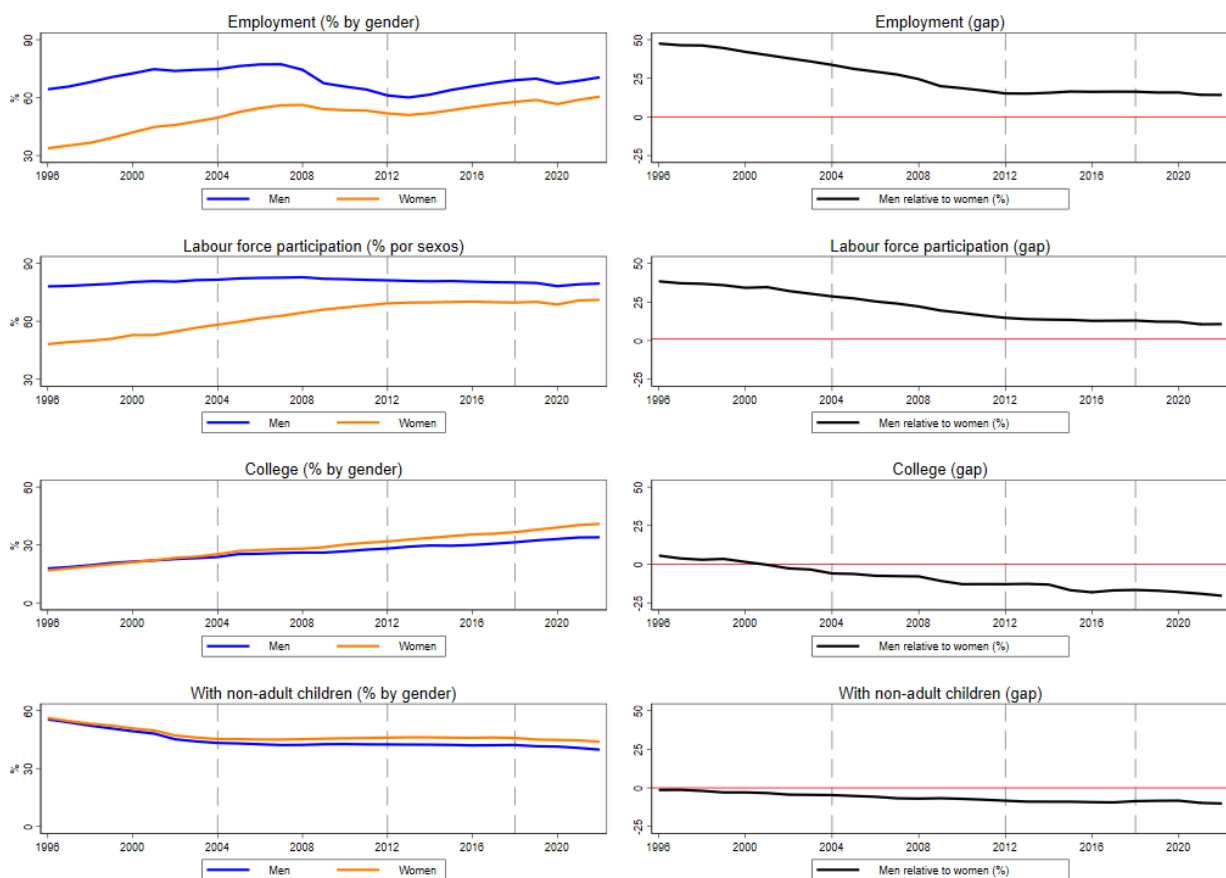 Employment (% by gender)
90
60
30
%
1996 2000 2004 2008 2012 2016 2020
Men Women
Employment (gap)
50
25
0
-25
1996 2000 2004 2008 2012 2016 2020
Men relative to women (%)
Labour force participation (% por sexos)
90
60
30
%
1996 2000 2004 2008 2012 2016 2020
Men Women
Labour force participation (gap)
50
25
0
-25
1996 2000 2004 2008 2012 2016 2020
Men relative to women (%)
College (% by gender)
60
30
0
%
1996 2000 2004 2008 2012 2016 2020
Men Women
College (gap)
50
25
0
-25
1996 2000 2004 2008 2012 2016 2020
Men relative to women (%)
With non-adult children (% by gender)
60
30
0
%
1996 2000 2004 2008 2012 2016 2020
Men Women
With non-adult children (gap)
50
25
0
-25
1996 2000 2004 2008 2012 2016 2020
Men relative to women (%)